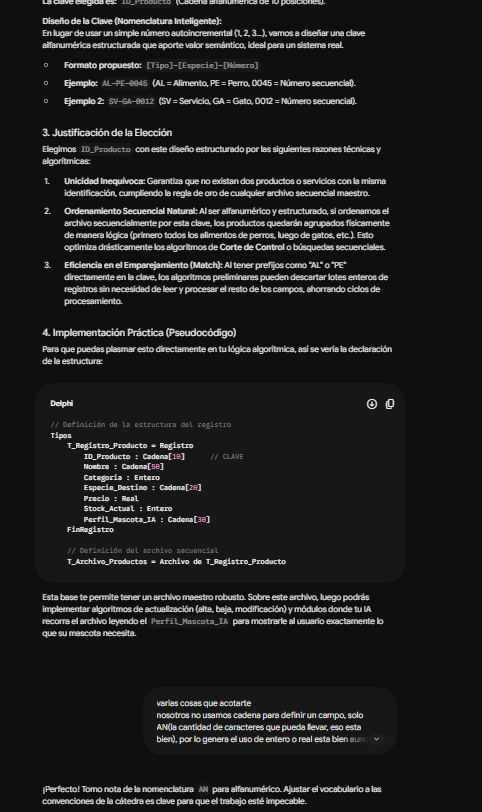 La clave elegida es: ID_Producto (Cadena alfanumérica de 10 posiciones).
Diseño de la Clave (Nomenclatura Inteligente):
En lugar de usar un simple número autoincremental (1, 2, 3...), vamos a diseñar una clave
alfanumérica estructurada que aporte valor semántico, ideal para un sistema real.
Formato propuesto: [Tipo]-[Especie]-[Número]
Ejemplo: AL-PE-0045 (AL = Alimento, PE = Perro, 0045 = Número secuencial).
Ejemplo 2: SV-GA-0012 (SV = Servicio, GA = Gato, 0012 = Número secuencial).
3. Justificación de la Elección
Elegimos ID_Producto con este diseño estructurado por las siguientes razones técnicas y
algorítmicas:
1. Unicidad Inequívoca: Garantiza que no existan dos productos o servicios con la misma
identificación, cumpliendo la regla de oro de cualquier archivo secuencial maestro.
2. Ordenamiento Secuencial Natural: Al ser alfanumérico y estructurado, si ordenamos el
archivo secuencialmente por esta clave, los productos quedarán agrupados físicamente
de manera lógica (primero todos los alimentos de perros, luego de gatos, etc.). Esto
optimiza drásticamente los algoritmos de Corte de Control o búsquedas secuenciales.
3. Eficiencia en el Emparejamiento (Match): Al tener prefijos como "AL" o "PE"
directamente en la clave, los algoritmos preliminares pueden descartar lotes enteros de
registros sin necesidad de leer y procesar el resto de los campos, ahorrando ciclos de
procesamiento.
4. Implementación Práctica (Pseudocódigo)
Para que puedas plasmar esto directamente en tu lógica algorítmica, así se vería la declaración
de la estructura:
Delphi
// Definición de la estructura del registro
Tipos
T_Registro_Producto = Registro
ID_Producto : Cadena[10] // CLAVE
Nombre : Cadena[50]
Categoria : Entero
Especie_Destino : Cadena[20]
Precio : Real
Stock_Actual : Entero
Perfil_Mascota_IA : Cadena[30]
FinRegistro
// Definición del archivo secuencial
T_Archivo_Productos = Archivo de T_Registro_Producto
Esta base te permite tener un archivo maestro robusto. Sobre este archivo, luego podrás
implementar algoritmos de actualización (alta, baja, modificación) y módulos donde tu IA
recorra el archivo leyendo el Perfil_Mascota_IA para mostrarle al usuario exactamente lo
que su mascota necesita.
varias cosas que acotarte
nosotros no usamos cadena para definir un campo, solo
AN(la cantidad de caracteres que pueda llevar, eso esta
bien), por lo genera el uso de entero o real esta bien aunq
¡Perfecto! Tomo nota de la nomenclatura AN para alfanumérico. Ajustar el vocabulario a las
convenciones de la cátedra es clave para que el trabajo esté impecable.